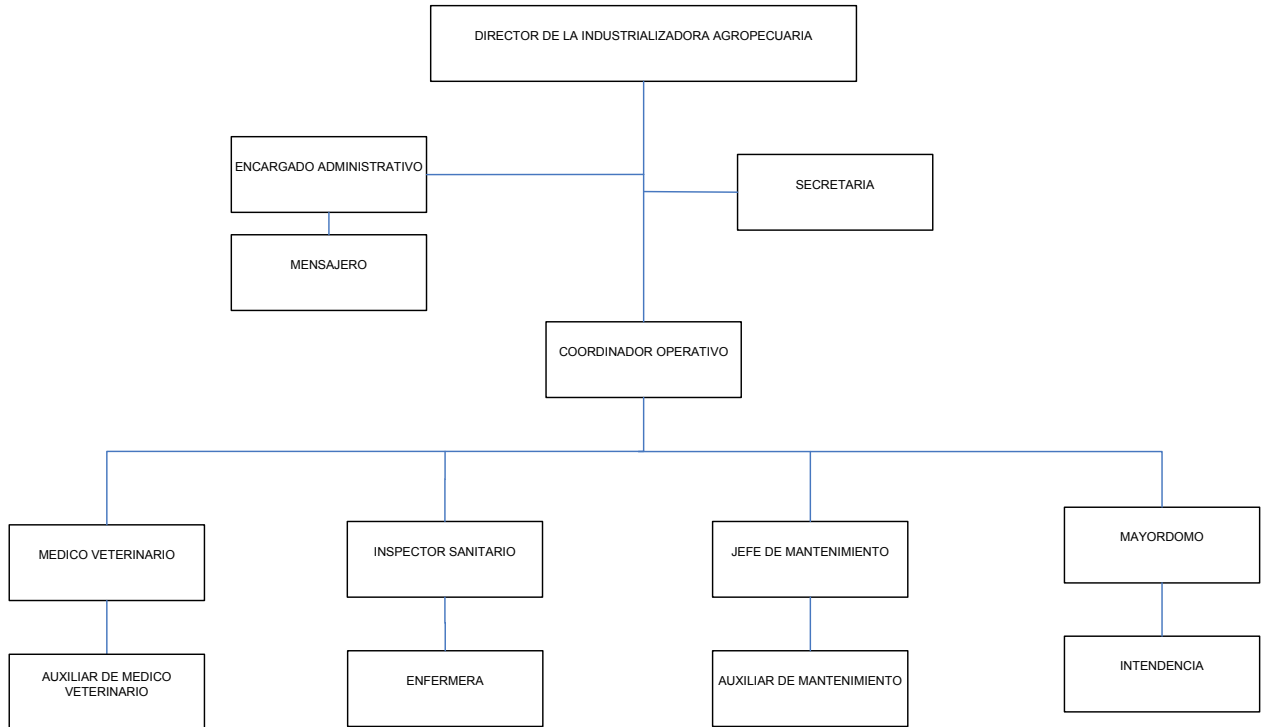 DIRECTOR DE LA INDUSTRIALIZADORA AGROPECUARIA
ENCARGADO ADMINISTRATIVO
SECRETARIA
MENSAJERO
COORDINADOR OPERATIVO
MEDICO VETERINARIO
INSPECTOR SANITARIO
JEFE DE MANTENIMIENTO
MAYORDOMO
AUXILIAR DE MEDICO
VETERINARIO
ENFERMERA
AUXILIAR DE MANTENIMIENTO
INTENDENCIA